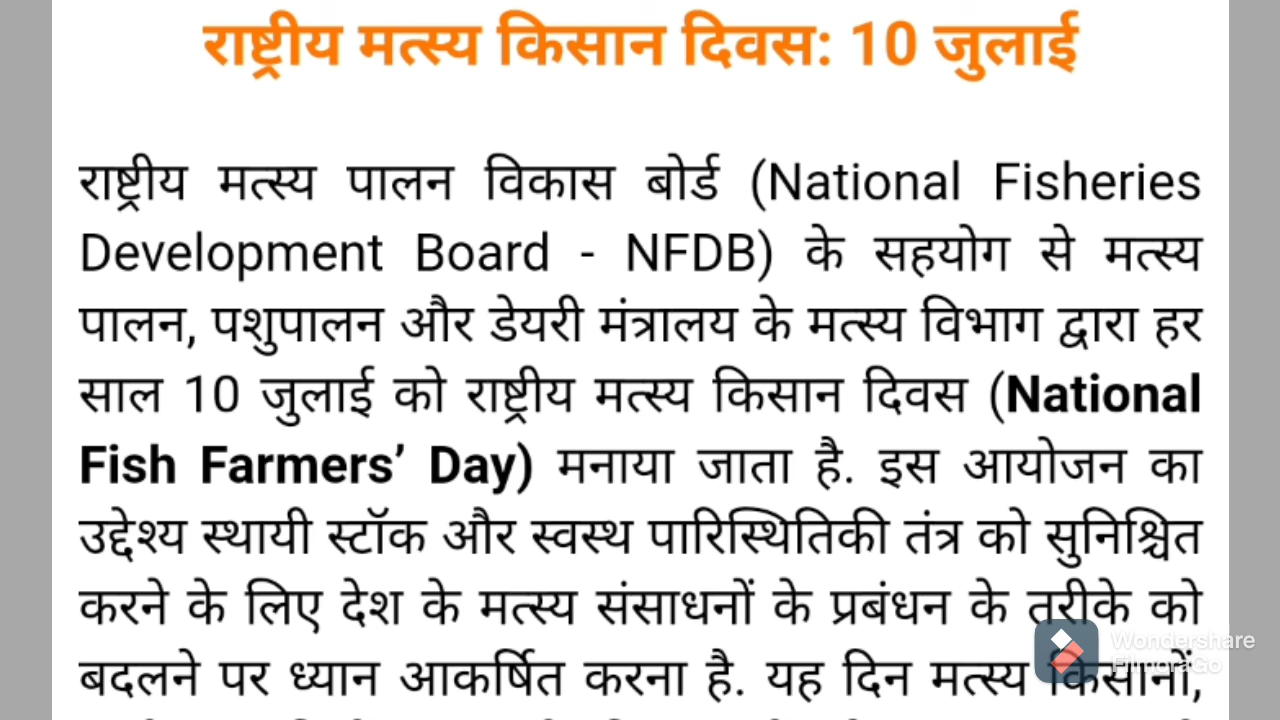 राष्ट्रीय मत्स्य किसान दिवस: 10 जुलाई
राष्ट्रीय मत्स्य पालन विकास बोर्ड (National Fisheries
Development Board - NFDB) के सहयोग से मत्स्य
पालन, पशुपालन और डेयरी मंत्रालय के मत्स्य विभाग द्वारा हर
साल 10 जुलाई को राष्ट्रीय मत्स्य किसान दिवस (National
Fish Farmers’ Day) मनाया जाता है. इस आयोजन का
उद्देश्य स्थायी स्टॉक और स्वस्थ पारिस्थितिकी तंत्र को सुनिश्चित
करने के लिए देश के मत्स्य संसाधनों के प्रबंधन के तरीके को
बदलने पर ध्यान आकर्षित करना है. यह दिन मत्स्य किसानों,
Wondershare
FilmoraGo